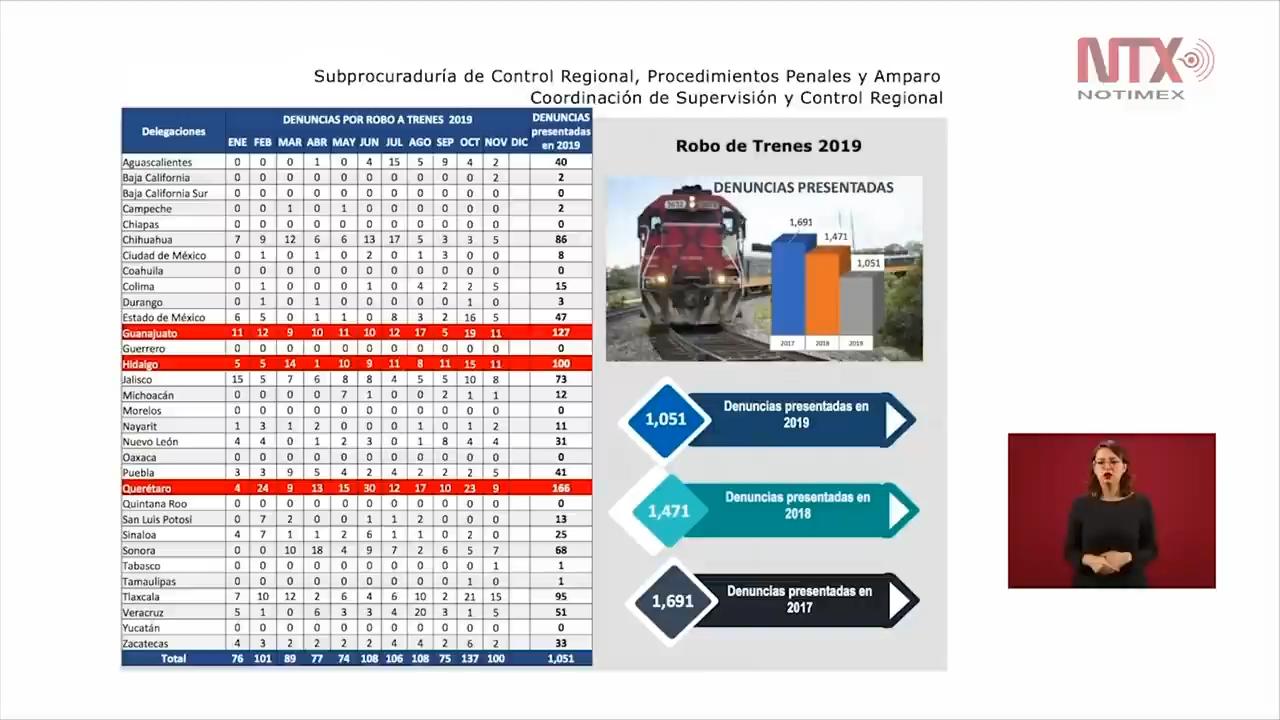 NTX
NOTIMEX
Subprocuraduría de Control Regional, Procedimientos Penales y Amparo
Coordinación de Supervisión y Control Regional
Delegaciones DENUNCIAS POR ROBO A TRENES 2019 DENUNCIAS presentadas en 2019
ENE FEB MAR ABR MAY JUN JUL AGO SEP OCT NOV DIC
Aguascalientes 0 0 0 1 0 4 15 5 9 4 2 40
Baja California 0 0 0 0 0 0 0 0 0 0 2 2
Baja California Sur 0 0 0 0 0 0 0 0 0 0 0 0
Campeche 0 0 1 0 1 0 0 0 0 0 0 2
Chiapas 0 0 0 0 0 0 0 0 0 0 0 0
Chihuahua 7 9 12 6 6 13 17 5 3 3 5 86
Ciudad de México 0 1 0 1 0 2 0 1 3 0 0 8
Coahuila 0 0 0 0 0 0 0 0 0 0 0 0
Colima 0 1 0 0 0 1 0 4 2 2 5 15
Durango 0 1 0 1 0 0 0 0 0 1 0 3
Estado de México 6 5 0 1 1 0 8 3 2 16 5 47
Guanajuato 11 12 9 10 11 10 12 17 5 19 11 127
Guerrero 0 0 0 0 0 0 0 0 0 0 0 0
Hidalgo 5 5 14 1 10 9 11 8 11 15 11 100
Jalisco 15 5 7 6 8 8 4 5 5 10 8 73
Michoacán 0 0 0 0 7 1 0 0 2 1 1 12
Morelos 0 0 0 0 0 0 0 0 0 0 0 0
Nayarit 1 3 1 2 0 0 0 1 0 1 2 11
Nuevo León 4 4 0 1 2 3 0 1 8 4 4 31
Oaxaca 0 0 0 0 0 0 0 0 0 0 0 0
Puebla 3 3 9 5 4 2 4 2 2 2 5 41
Querétaro 4 24 9 13 15 30 12 17 10 23 9 166
Quintana Roo 0 0 0 0 0 0 0 0 0 0 0 0
San Luis Potosí 0 7 2 0 0 1 1 2 0 0 0 13
Sinaloa 4 7 1 1 2 6 1 1 0 2 0 25
Sonora 0 0 10 18 4 9 7 2 6 5 7 68
Tabasco 0 0 0 0 0 0 0 0 0 0 1 1
Tamaulipas 0 0 0 0 0 0 0 0 0 1 0 1
Tlaxcala 7 10 12 2 6 4 6 10 2 21 15 95
Veracruz 5 1 0 6 3 3 4 20 3 1 5 51
Yucatán 0 0 0 0 0 0 0 0 0 0 0 0
Zacatecas 4 3 2 2 2 2 4 4 2 6 2 33
Total 76 101 89 77 74 108 106 108 75 137 100 1,051
Robo de Trenes 2019
DENUNCIAS PRESENTADAS
1,691
1,471
1,051
2017 2018 2019
1,051
Denuncias presentadas en
2019
1,471
Denuncias presentadas en
2018
1,691
Denuncias presentadas en
2017